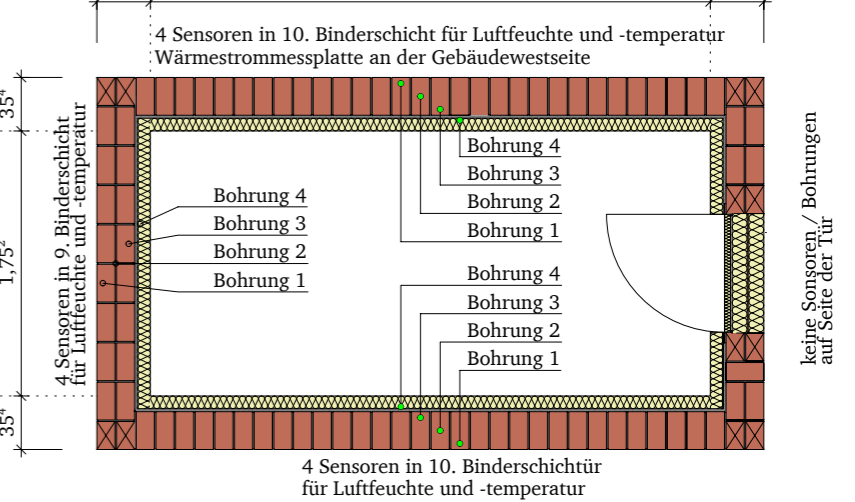 4 Sensoren in 10. Binderschicht für Luftfeuchte und -temperatur
Wärmestrommessplatte an der Gebäudewestseite
35⁴
1,75²
35⁴
4 Sensoren in 9. Binderschicht
für Luftfeuchte und -temperatur
Bohrung 4
Bohrung 3
Bohrung 2
Bohrung 1
Bohrung 4
Bohrung 3
Bohrung 2
Bohrung 1
Bohrung 4
Bohrung 3
Bohrung 2
Bohrung 1
keine Sonsoren / Bohrungen
auf Seite der Tür
4 Sensoren in 10. Binderschichtür
für Luftfeuchte und -temperatur